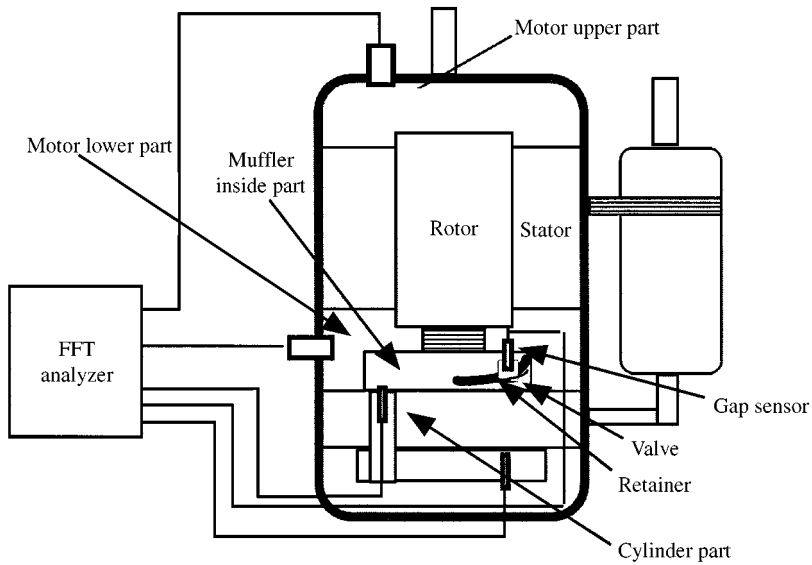 Motor upper part
Motor lower part
Muffler
inside part
Rotor
Stator
FFT
analyzer
Gap sensor
Valve
Retainer
Cylinder part